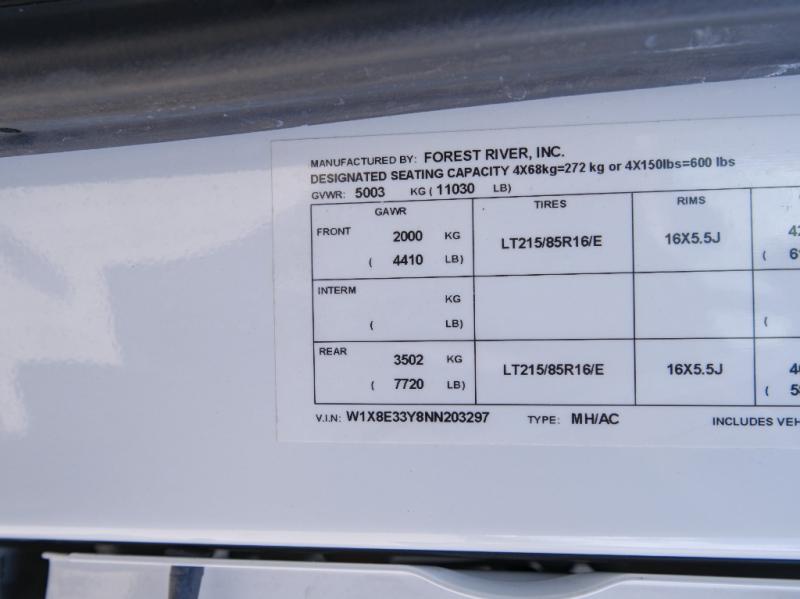 MANUFACTURED BY: FOREST RIVER, INC.
DESIGNATED SEATING CAPACITY 4X68kg=272 kg or 4X150lbs=600 lbs
GVWR: 5003 KG ( 11030 LB)
GAWR TIRES RIMS
FRONT 2000 KG LT215/85R16/E 16X5.5J
( 4410 LB)
INTERM KG
( LB) (
REAR 3502 KG LT215/85R16/E 16X5.5J
( 7720 LB) (
V.I.N: W1X8E33Y8NN203297 TYPE: MH/AC INCLUDES